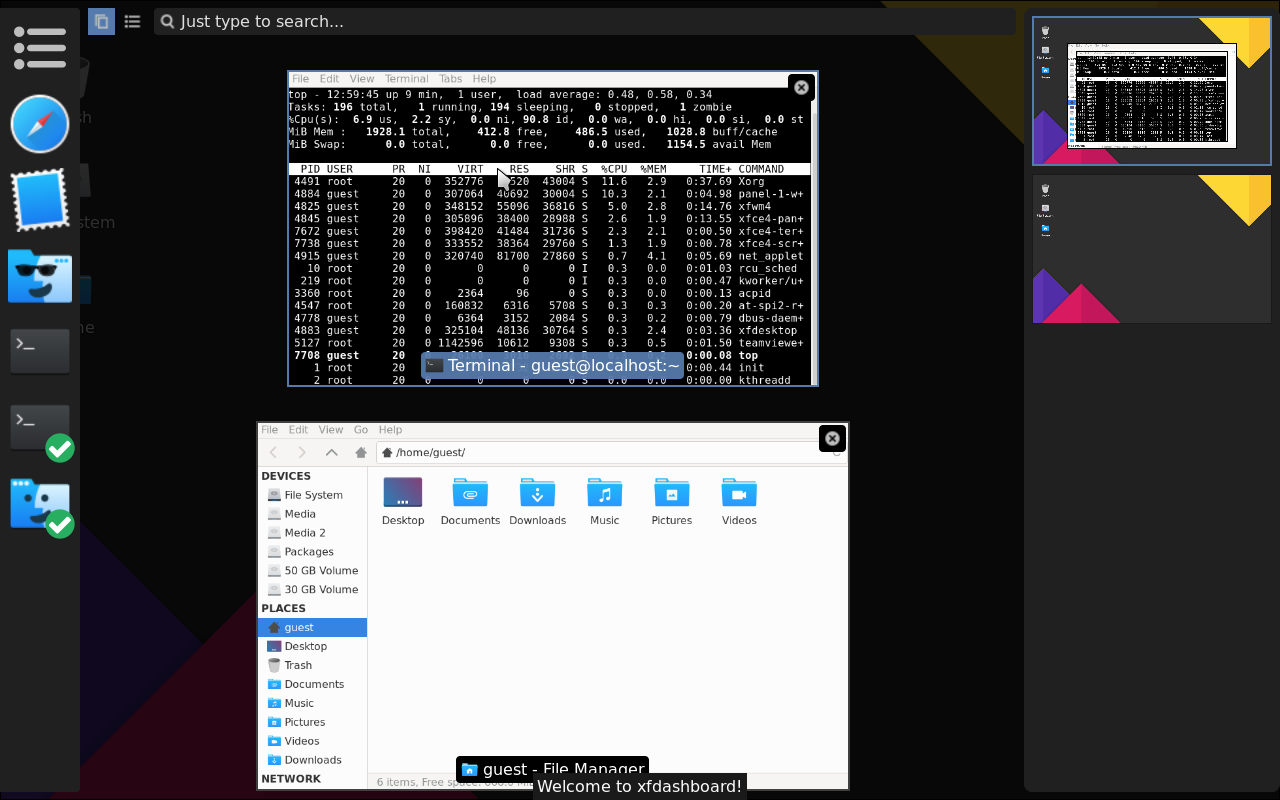 Just type to search...
File Edit View Terminal Tabs Help
top - 12:59:45 up 9 min, 1 user, load average: 0.48, 0.58, 0.34
Tasks: 196 total, 1 running, 194 sleeping, 0 stopped, 1 zombie
%Cpu(s): 6.9 us, 2.2 sy, 0.0 ni, 90.8 id, 0.0 wa, 0.0 hi, 0.0 si, 0.0 st
MiB Mem : 1928.1 total, 412.8 free, 486.5 used, 1028.8 buff/cache
MiB Swap: 0.0 total, 0.0 free, 0.0 used. 1154.5 avail Mem
PID USER PR NI VIRT RES SHR S %CPU %MEM TIME+ COMMAND
4491 root 20 0 352776 520 43004 S 11.6 2.9 0:37.69 Xorg
4884 guest 20 0 307064 40692 30004 S 10.3 2.1 0:04.98 panel-1-w+
4825 guest 20 0 348152 55096 36816 S 5.0 2.8 0:14.76 xfwm4
4845 guest 20 0 305896 38400 28988 S 2.6 1.9 0:13.55 xfce4-pan+
7672 guest 20 0 398420 41484 31736 S 2.3 2.1 0:00.50 xfce4-ter+
7738 guest 20 0 333552 38364 29760 S 1.3 1.9 0:00.78 xfce4-scr+
4915 guest 20 0 320740 81700 27860 S 0.7 4.1 0:05.69 net_applet
10 root 20 0 0 0 0 I 0.3 0.0 0:01.03 rcu_sched
219 root 20 0 0 0 0 I 0.3 0.0 0:00.47 kworker/u+
3360 root 20 0 2364 96 0 S 0.3 0.0 0:00.13 acpid
4547 root 20 0 160832 6316 5708 S 0.3 0.3 0:00.20 at-spi2-r+
4778 guest 20 0 6364 3152 2084 S 0.3 0.2 0:00.79 dbus-daem+
4883 guest 20 0 325104 48136 30764 S 0.3 2.4 0:03.36 xfdesktop
5127 root 20 0 1142596 10612 9308 S 0.3 0.5 0:01.50 teamviewe+
7708 guest 20 0:00.08 top
1 root 20 0:00.44 init
2 root 20 0 0 0 0 S 0.0 0.0 0:00.00 kthreadd
Terminal - guest@localhost:~
File Edit View Go Help
/home/guest/
DEVICES
File System
Media
Media 2
Packages
50 GB Volume
30 GB Volume
PLACES
guest
Desktop
Trash
Documents
Music
Pictures
Videos
Downloads
NETWORK
Desktop Documents Downloads Music Pictures Videos
6 items, Free space:
guest - File Manager
Welcome to xfdashboard!